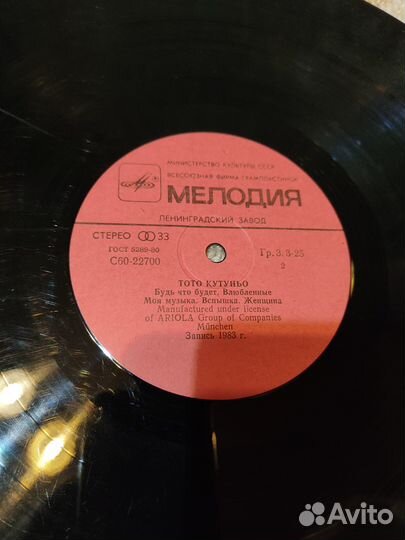 МИНИСТЕРСТВО КУЛЬТУРЫ СССР
ВСЕСОЮЗНАЯ ФИРМА ГРАМПЛАСТИНОК
МЕЛОДИЯ
ЛЕНИНГРАДСКИЙ ЗАВОД
СТЕРЕО 33
ГОСТ 5289-80
С60-22700
Гр. 3. 3-25
2
ТОТО КУТУНЬО
Будь что будет. Влюбленные
Моя музыка. Вспышка. Женщина
Manufactured under license
of ARIOLA Group of Companies
München
Запись 1983 г.
Avito